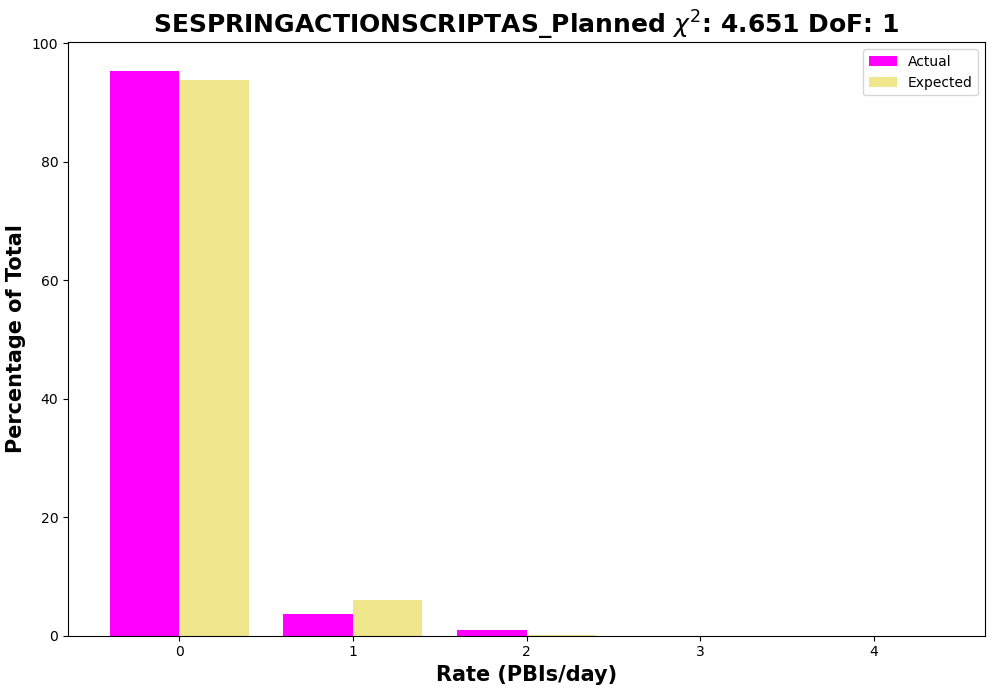 SESPRINGACTIONSCRIPTAS_Planned χ²: 4.651 DoF: 1
Actual
Expected
Percentage of Total
100
80
60
40
20
0
0 1 2 3 4
Rate (PBIs/day)